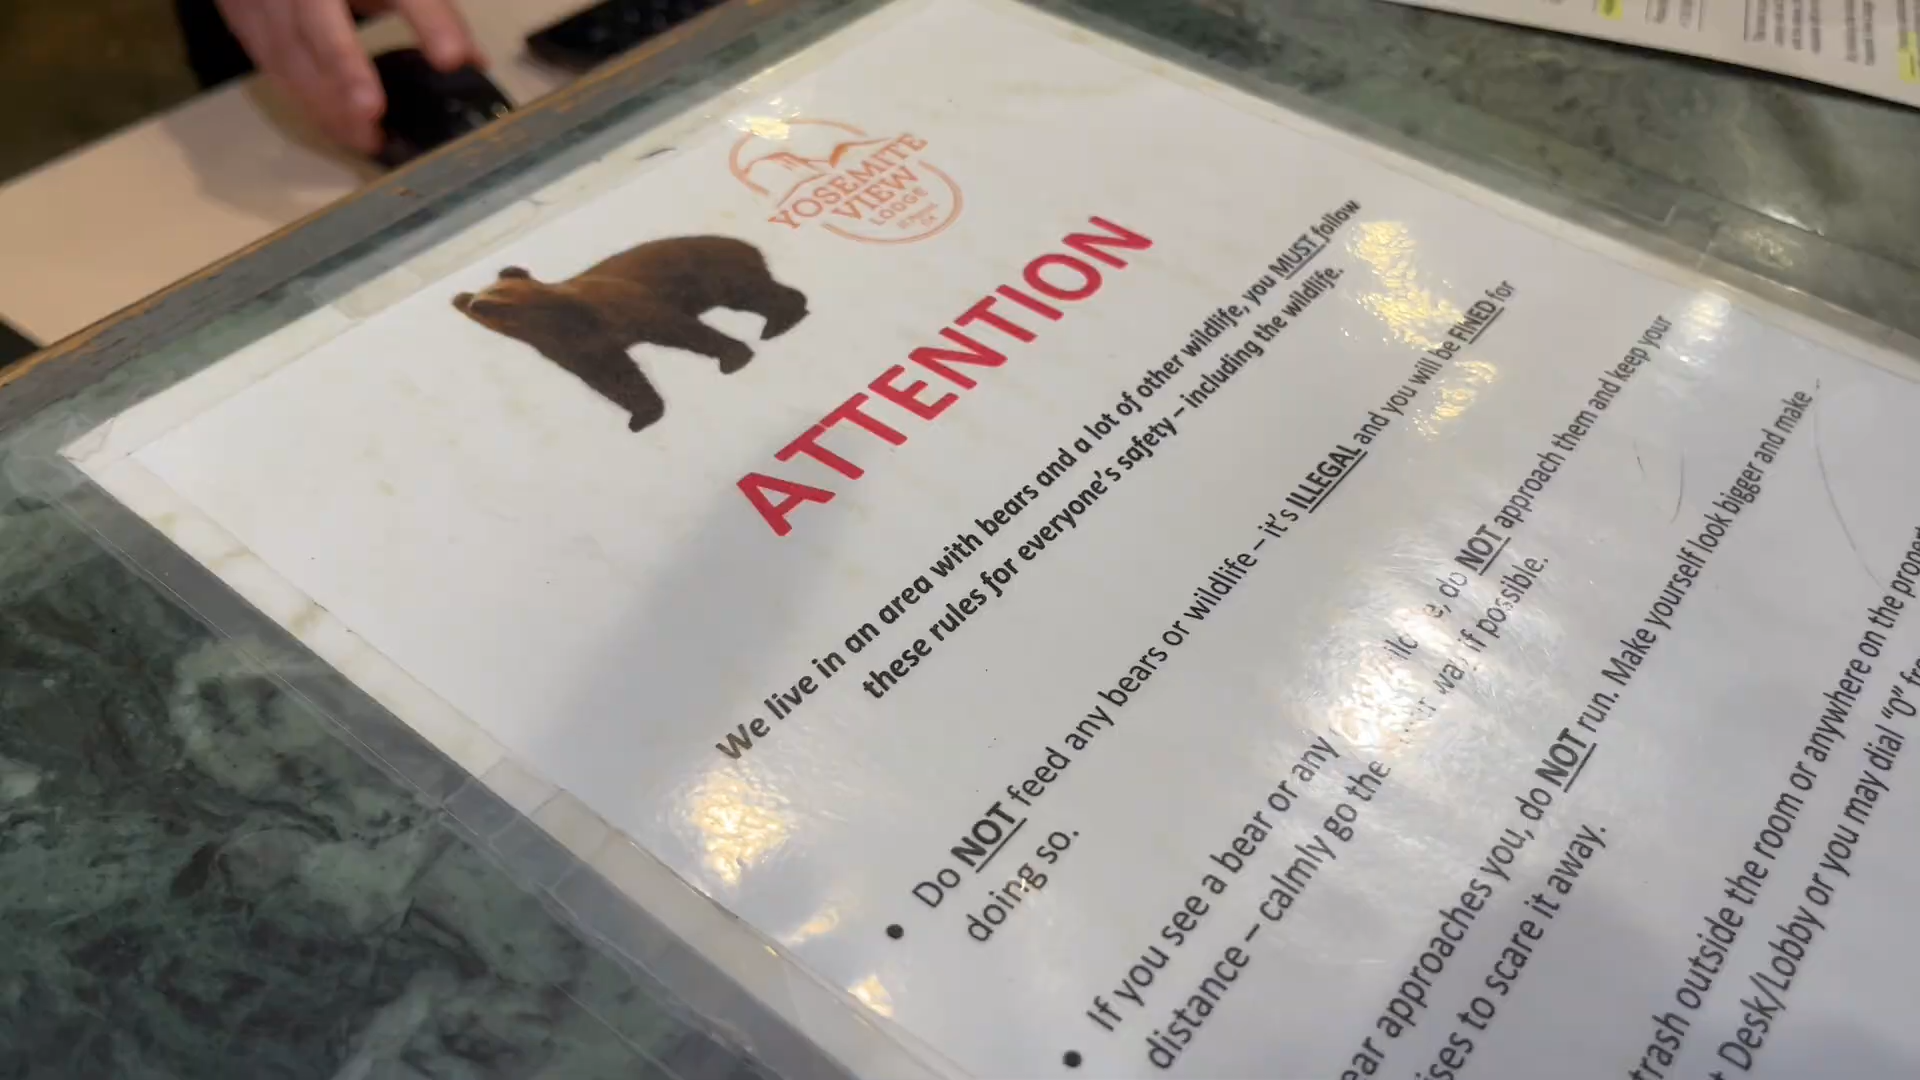 YOSEMITE
VIEW
LODGE
ATTENTION
We live in an area with bears and a lot of other wildlife, you MUST follow
these rules for everyone's safety – including the wildlife.
• Do NOT feed any bears or wildlife – it's ILLEGAL and you will be FINED for
doing so.
• If you see a bear or any do NOT approach them and keep your
distance – calmly go the way if possible.
ear approaches you, do NOT run. Make yourself look bigger and make
ises to scare it away.
trash outside the room or anywhere on the propert
t Desk/Lobby or you may dial "0" fr